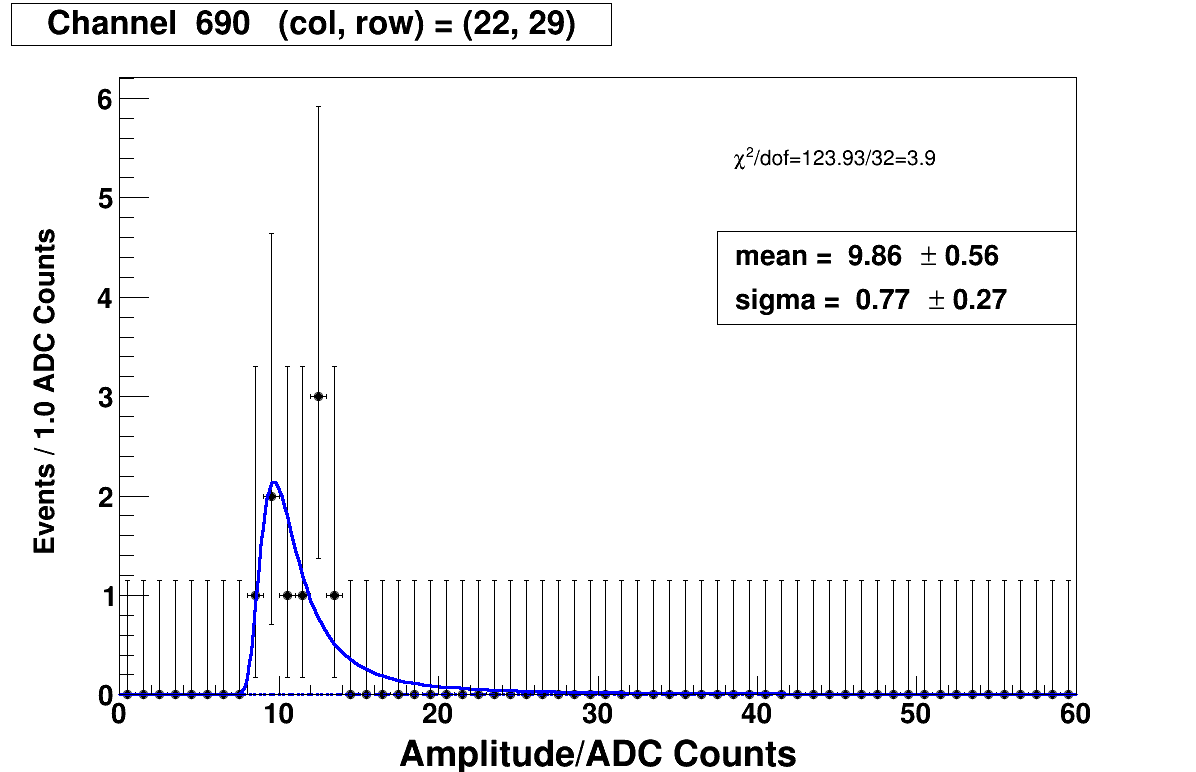 Channel 690 (col, row) = (22, 29)
χ²/dof=123.93/32=3.9
mean = 9.86 ± 0.56
sigma = 0.77 ± 0.27
Events / 1.0 ADC Counts
6
5
4
3
2
1
0
0 10 20 30 40 50 60
Amplitude/ADC Counts